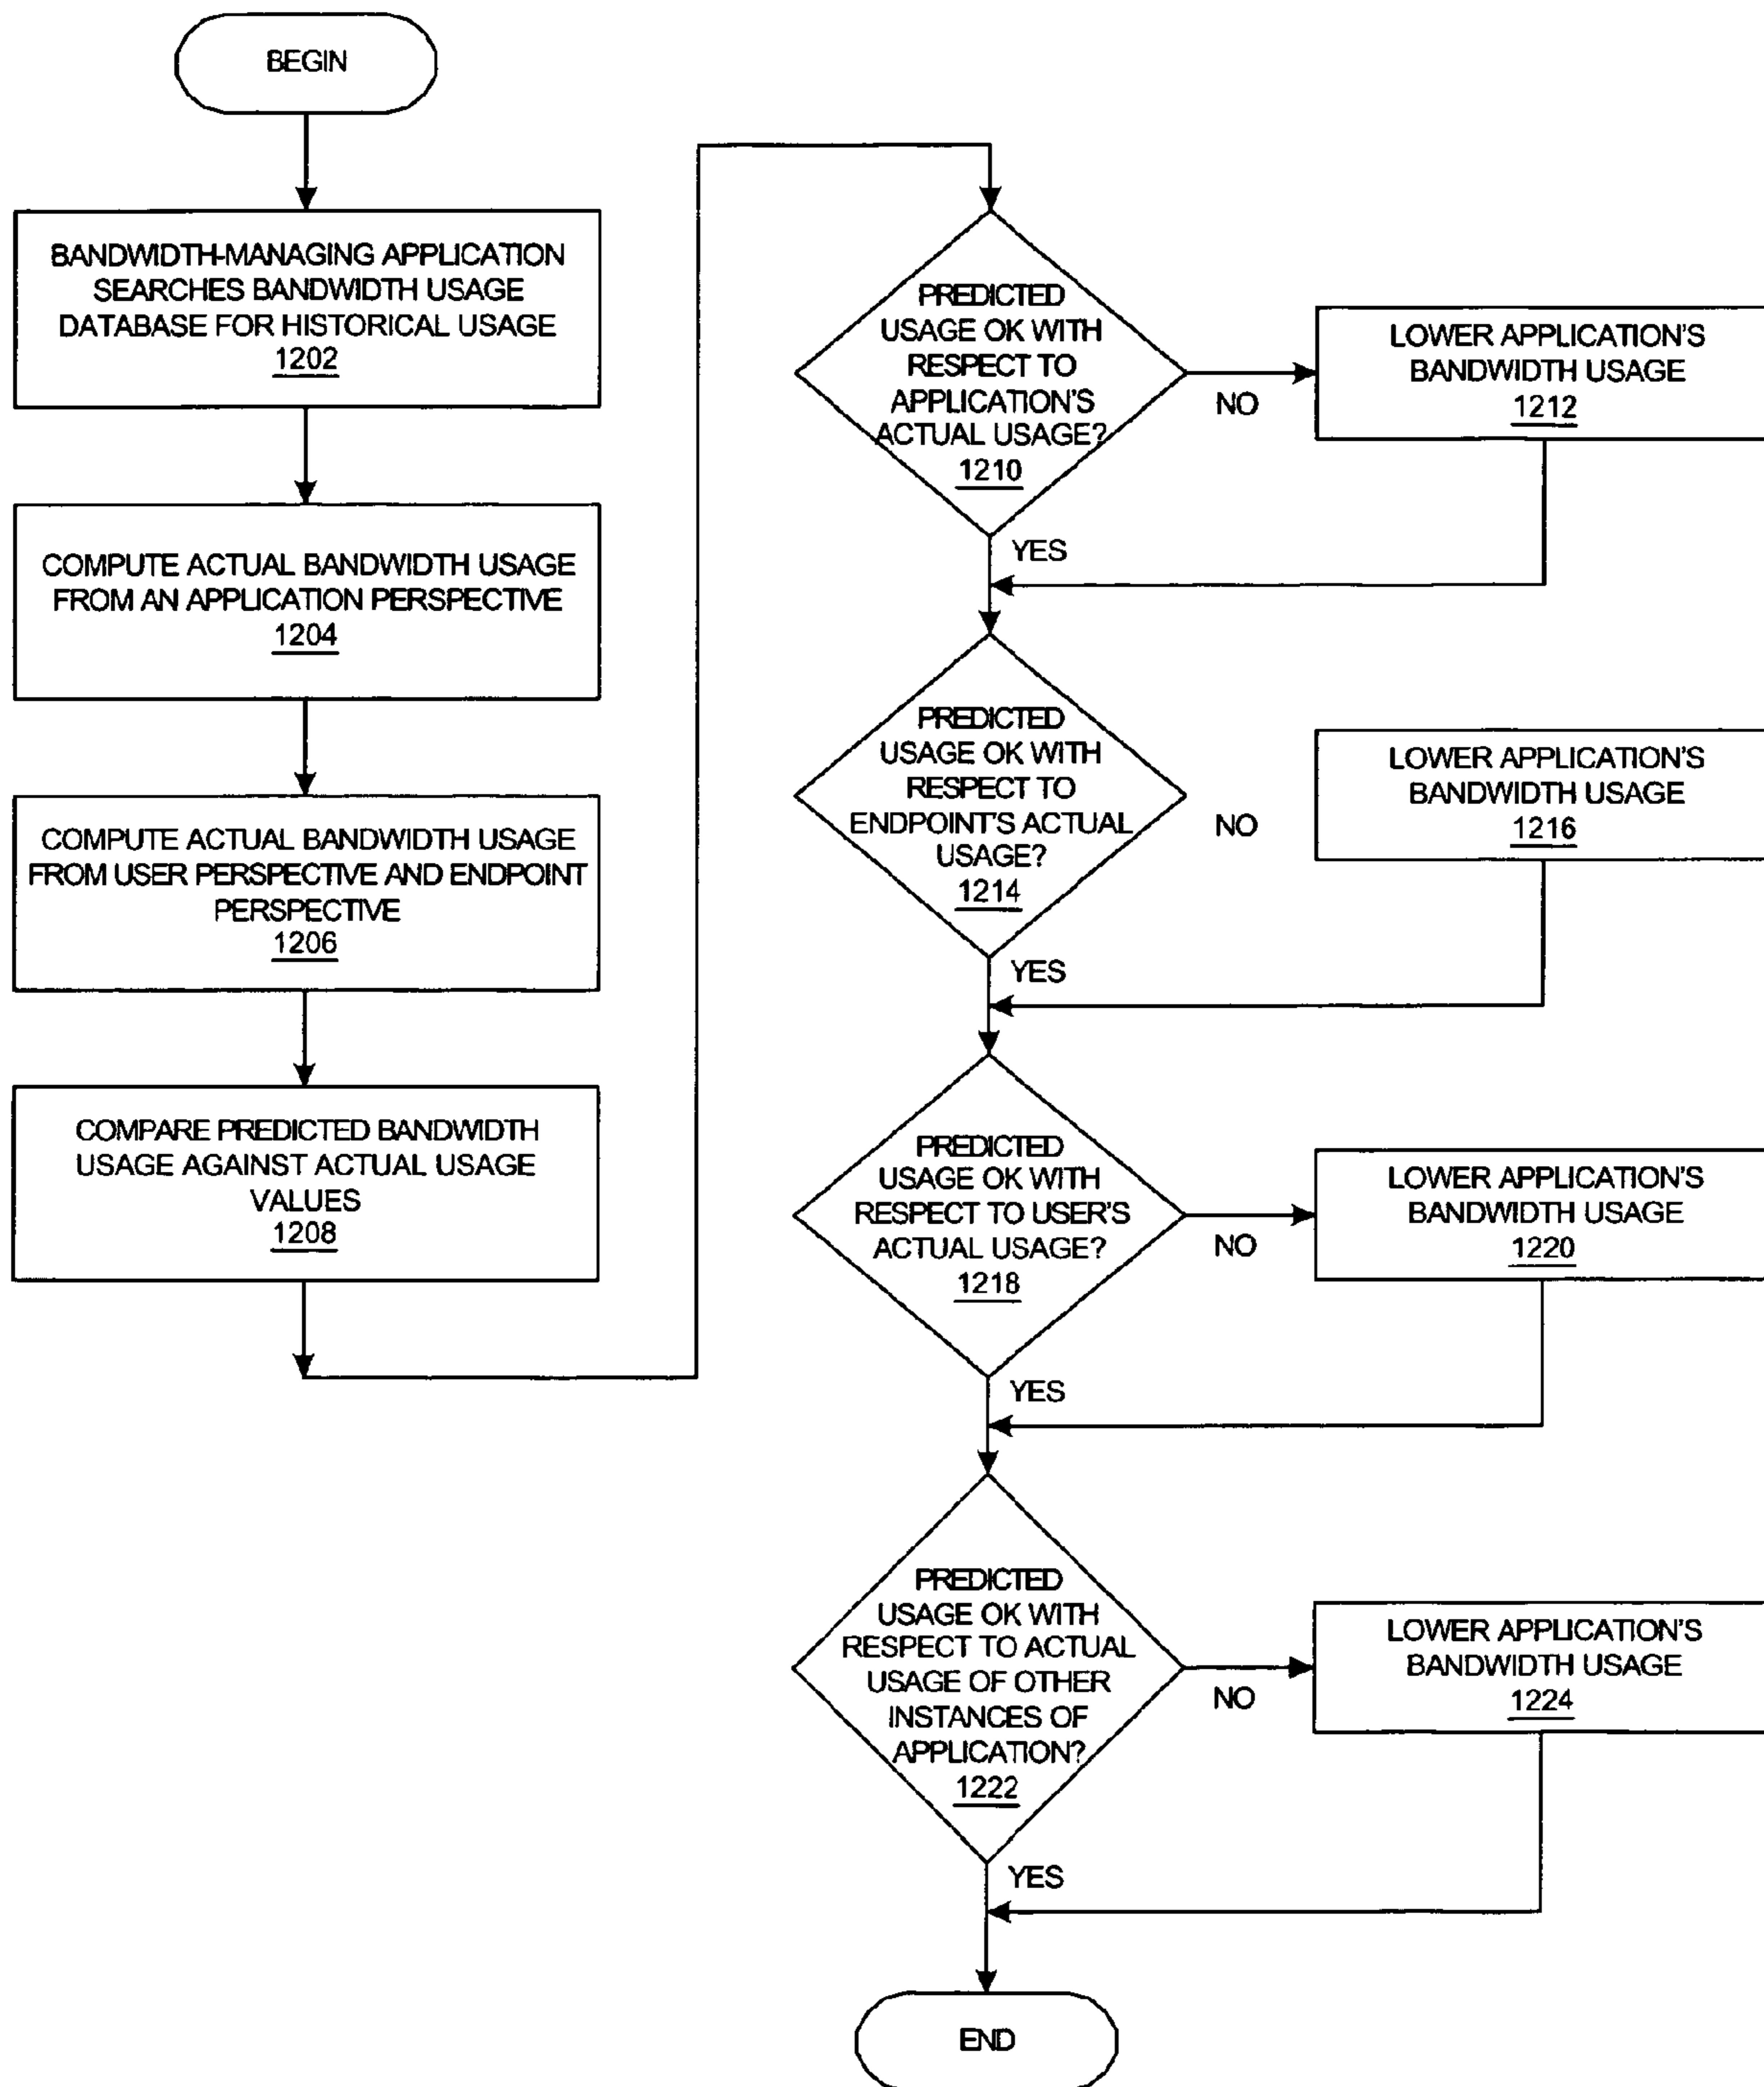 BEGIN
BANDWIDTH-MANAGING APPLICATION
SEARCHES BANDWIDTH USAGE
DATABASE FOR HISTORICAL USAGE
1202
COMPUTE ACTUAL BANDWIDTH USAGE
FROM AN APPLICATION PERSPECTIVE
1204
COMPUTE ACTUAL BANDWIDTH USAGE
FROM USER PERSPECTIVE AND ENDPOINT
PERSPECTIVE
1206
COMPARE PREDICTED BANDWIDTH
USAGE AGAINST ACTUAL USAGE
VALUES
1208
PREDICTED
USAGE OK WITH
RESPECT TO
APPLICATION'S
ACTUAL USAGE?
1210
NO
LOWER APPLICATION'S
BANDWIDTH USAGE
1212
YES
PREDICTED
USAGE OK WITH
RESPECT TO
ENDPOINT'S ACTUAL
USAGE?
1214
NO
LOWER APPLICATION'S
BANDWIDTH USAGE
1216
YES
PREDICTED
USAGE OK WITH
RESPECT TO USER'S
ACTUAL USAGE?
1218
NO
LOWER APPLICATION'S
BANDWIDTH USAGE
1220
YES
PREDICTED
USAGE OK WITH
RESPECT TO ACTUAL
USAGE OF OTHER
INSTANCES OF
APPLICATION?
1222
NO
LOWER APPLICATION'S
BANDWIDTH USAGE
1224
YES
END